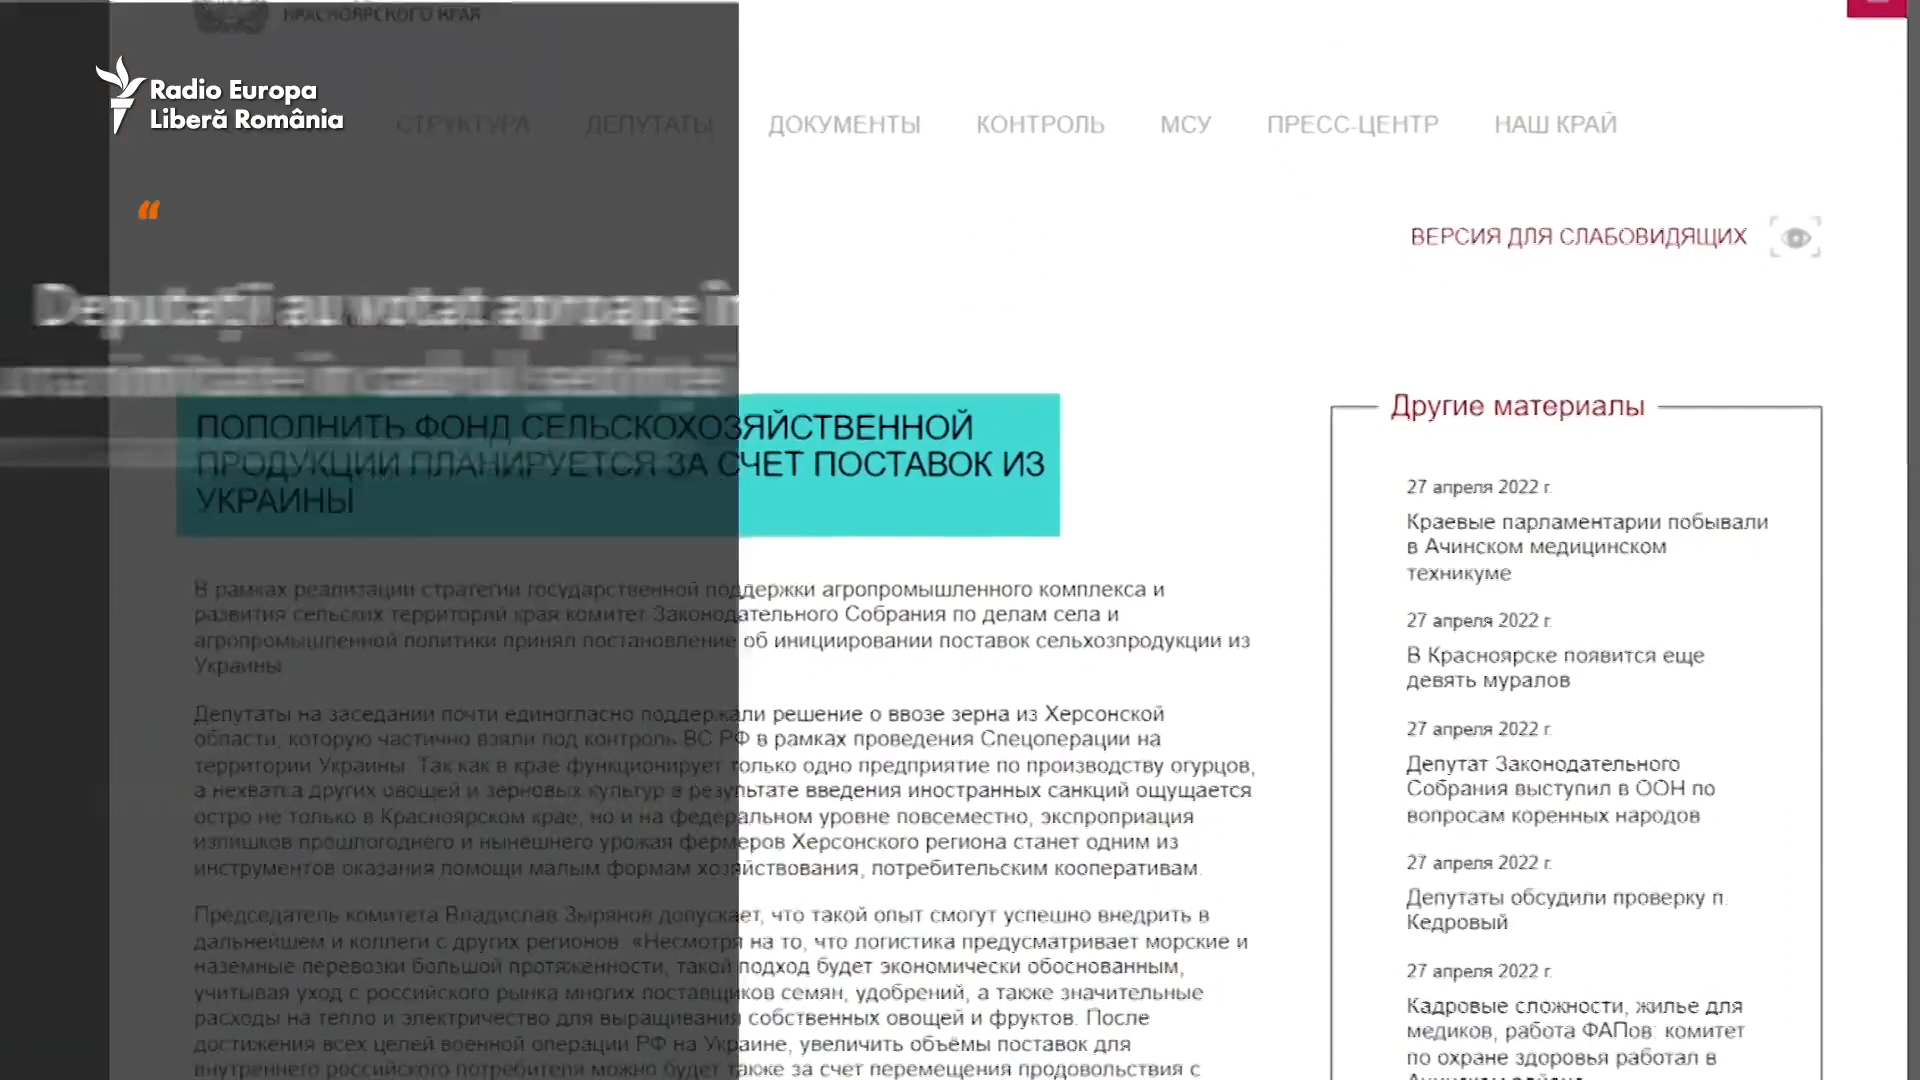 КРАСНОЯРСКОГО КРАЯ
Radio Europa
Liberă România
СТРУКТУРА ДЕПУТАТЫ ДОКУМЕНТЫ КОНТРОЛЬ МСУ ПРЕСС-ЦЕНТР НАШ КРАЙ
“
ВЕРСИЯ ДЛЯ СЛАБОВИДЯЩИХ
Deputații au votat aproape în
ПОПОЛНИТЬ ФОНД СЕЛЬСКОХОЗЯЙСТВЕННОЙ
ПРОДУКЦИИ ПЛАНИРУЕТСЯ ЗА СЧЕТ ПОСТАВОК ИЗ
УКРАИНЫ
В рамках реализации стратегии государственной поддержки агропромышленного комплекса и
развития сельских территорий края комитет Законодательного Собрания по делам села и
агропромышленной политики принял постановление об инициировании поставок сельхозпродукции из
Украины
Депутаты на заседании почти единогласно поддержали решение о ввозе зерна из Херсонской
области, которую частично взяли под контроль ВС РФ в рамках проведения Спецоперации на
территории Украины. Так как в крае функционирует только одно предприятие по производству огурцов,
а нехватка других овощей и зерновых культур в результате введения иностранных санкций ощущается
остро не только в Красноярском крае, но и на федеральном уровне повсеместно, экспроприация
излишков прошлогоднего и нынешнего урожая фермеров Херсонского региона станет одним из
инструментов оказания помощи малым формам хозяйствования, потребительским кооперативам.
Председатель комитета Владислав Зырянов допускает, что такой опыт смогут успешно внедрить в
дальнейшем и коллеги с других регионов. «Несмотря на то, что логистика предусматривает морские и
наземные перевозки большой протяженности, такой подход будет экономически обоснованным,
учитывая уход с российского рынка многих поставщиков семян, удобрений, а также значительные
расходы на тепло и электричество для выращивания собственных овощей и фруктов. После
достижения всех целей военной операции РФ на Украине, увеличить объёмы поставок для
внутреннего российского потребителя можно будет также за счет перемещения продовольствия с
Другие материалы
27 апреля 2022 г.
Краевые парламентарии побывали
в Ачинском медицинском
техникуме
27 апреля 2022 г.
В Красноярске появится еще
девять муралов
27 апреля 2022 г.
Депутат Законодательного
Собрания выступил в ООН по
вопросам коренных народов
27 апреля 2022 г.
Депутаты обсудили проверку п.
Кедровый
27 апреля 2022 г.
Кадровые сложности, жилье для
медиков, работа ФАПов: комитет
по охране здоровья работал в